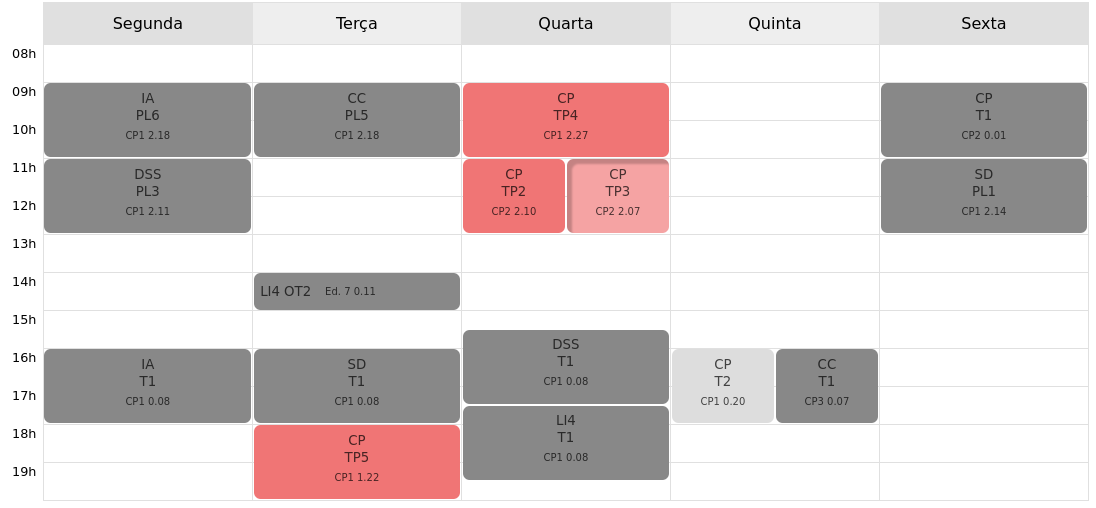 Segunda
Terça
Quarta
Quinta
Sexta
08h
09h
10h
11h
12h
13h
14h
15h
16h
17h
18h
19h
IA
PL6
CP1 2.18
DSS
PL3
CP1 2.11
IA
T1
CP1 0.08
CC
PL5
CP1 2.18
LI4 OT2 Ed. 7 0.11
SD
T1
CP1 0.08
CP
TP5
CP1 1.22
CP
TP4
CP1 2.27
CP
TP2
CP2 2.10
CP
TP3
CP2 2.07
DSS
T1
CP1 0.08
LI4
T1
CP1 0.08
CP
T2
CP1 0.20
CC
T1
CP3 0.07
CP
T1
CP2 0.01
SD
PL1
CP1 2.14